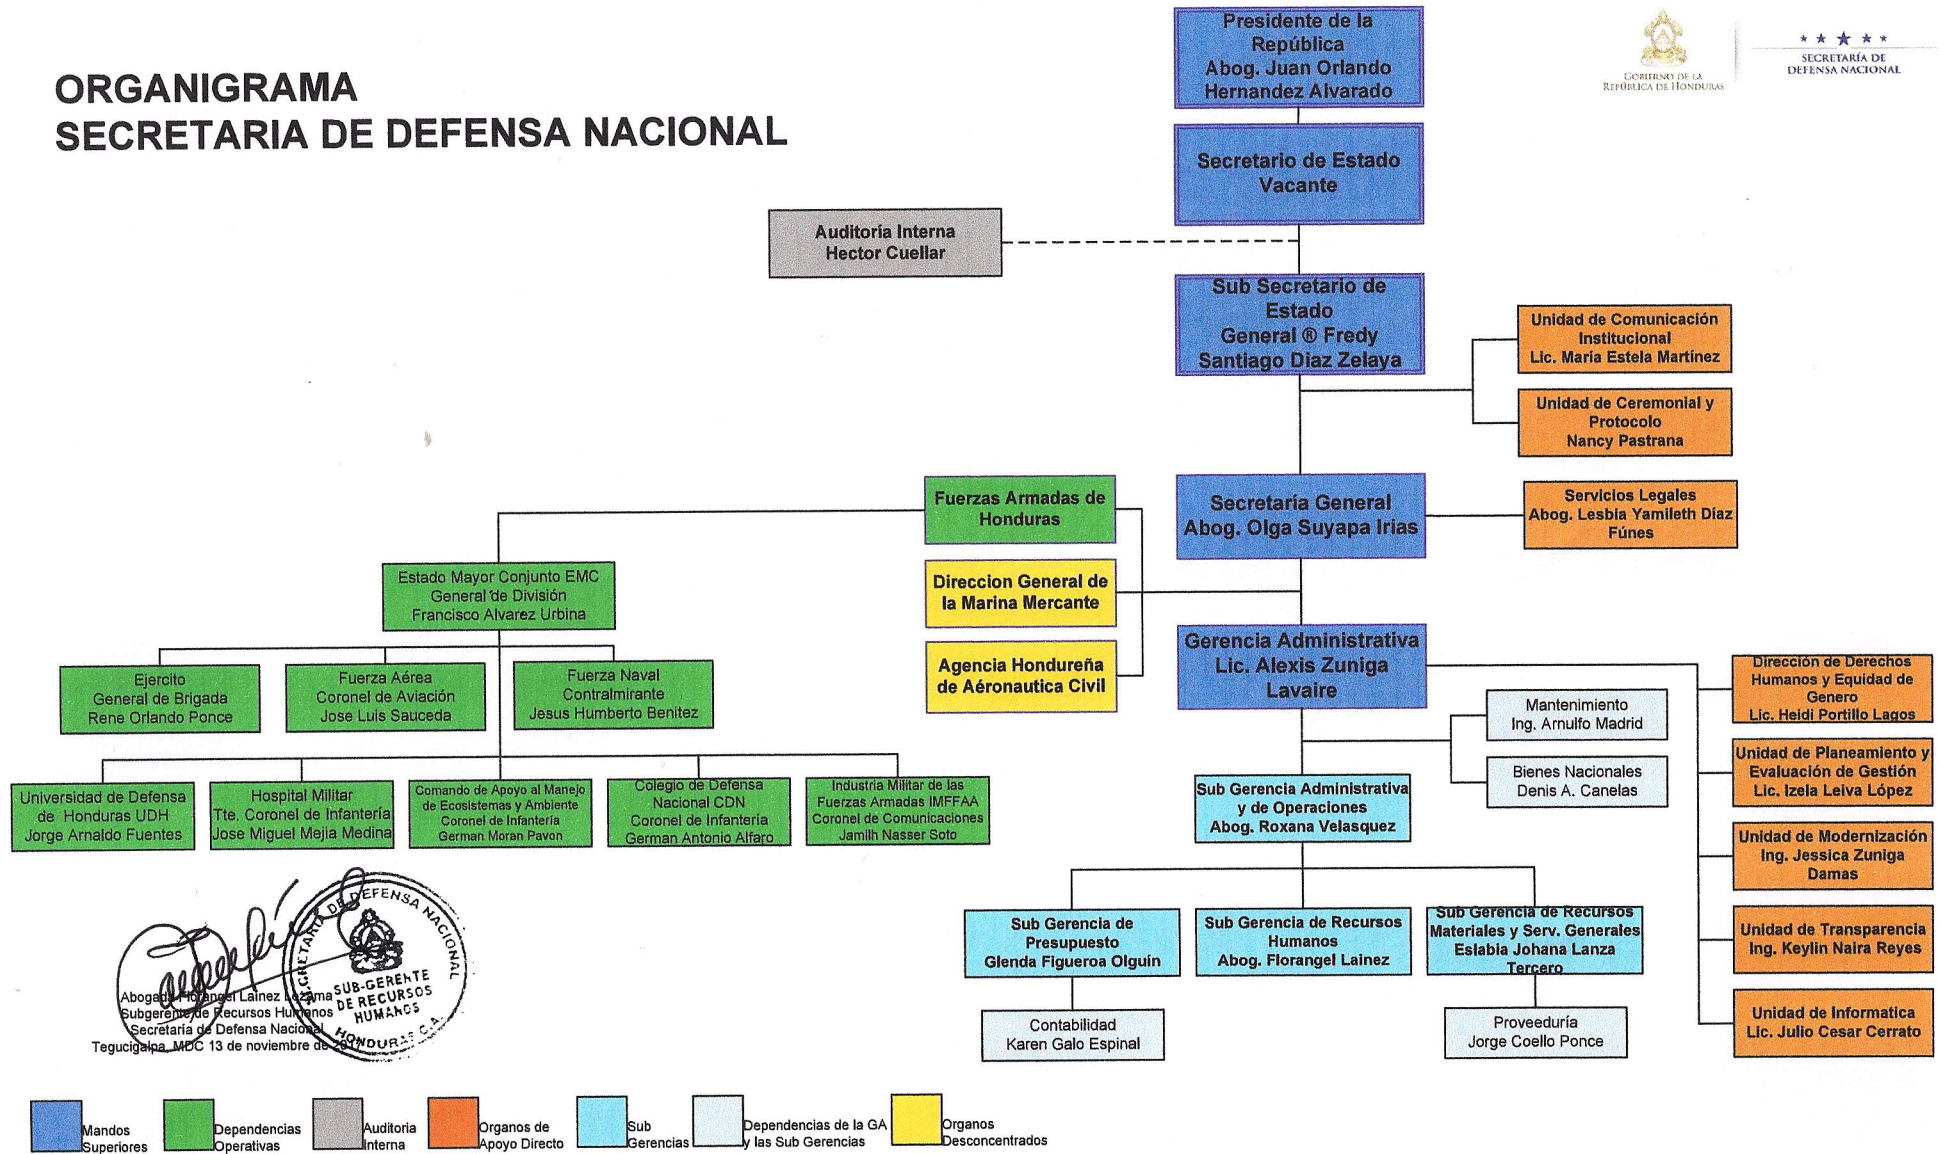 ORGANIGRAMA
SECRETARIA DE DEFENSA NACIONAL
Presidente de la
República
Abog. Juan Orlando
Hernandez Alvarado
GOBIERNO DE LA
REPÚBLICA DE HONDURAS
SECRETARÍA DE
DEFENSA NACIONAL
Secretario de Estado
Vacante
Auditoría Interna
Hector Cuellar
Sub Secretario de
Estado
General ® Fredy
Santiago Diaz Zelaya
Unidad de Comunicación
Institucional
Lic. Maria Estela Martínez
Unidad de Ceremonial y
Protocolo
Nancy Pastrana
Fuerzas Armadas de
Honduras
Secretaría General
Abog. Olga Suyapa Irias
Servicios Legales
Abog. Lesbia Yamileth Diaz
Fúnes
Estado Mayor Conjunto EMC
General de División
Francisco Alvarez Urbina
Direccion General de
la Marina Mercante
Agencia Hondureña
de Aéronautica Civil
Gerencia Administrativa
Lic. Alexis Zuniga
Lavaire
Ejercito
General de Brigada
Rene Orlando Ponce
Fuerza Aérea
Coronel de Aviación
Jose Luis Sauceda
Fuerza Naval
Contralmirante
Jesus Humberto Benitez
Mantenimiento
Ing. Arnulfo Madrid
Bienes Nacionales
Denis A. Canelas
Dirección de Derechos
Humanos y Equidad de
Genero
Lic. Heidi Portillo Lagos
Unidad de Planeamiento y
Evaluación de Gestión
Lic. Izela Leiva López
Unidad de Modernización
Ing. Jessica Zuniga
Damas
Unidad de Transparencia
Ing. Keylin Naira Reyes
Unidad de Informatica
Lic. Julio Cesar Cerrato
Universidad de Defensa
de Honduras UDH
Jorge Arnaldo Fuentes
Hospital Militar
Tte. Coronel de Infantería
Jose Miguel Mejia Medina
Comando de Apoyo al Manejo
de Ecosistemas y Ambiente
Coronel de Infantería
German Moran Pavon
Colegio de Defensa
Nacional CDN
Coronel de Infanteria
German Antonio Alfaro
Industria Militar de las
Fuerzas Armadas IMFFAA
Coronel de Comunicaciones
Jamilh Nasser Soto
Sub Gerencia Administrativa
y de Operaciones
Abog. Roxana Velasquez
Sub Gerencia de
Presupuesto
Glenda Figueroa Olguín
Sub Gerencia de Recursos
Humanos
Abog. Florangel Lainez
Sub Gerencia de Recursos
Materiales y Serv. Generales
Eslabia Johana Lanza
Tercero
Contabilidad
Karen Galo Espinal
Proveeduría
Jorge Coello Ponce
Abogada Florangel Lainez Lozama
Subgerente de Recursos Humanos
Secretaría de Defensa Nacional
Tegucigalpa, MDC 13 de noviembre de 2017
SECRETARIA DE DEFENSA NACIONAL
SUB-GERENTE
DE RECURSOS
HUMANOS
HONDURAS C.A.
Mandos
Superiores
Dependencias
Operativas
Auditoria
Interna
Organos de
Apoyo Directo
Sub
Gerencias
Dependencias de la GA
y las Sub Gerencias
Organos
Desconcentrados